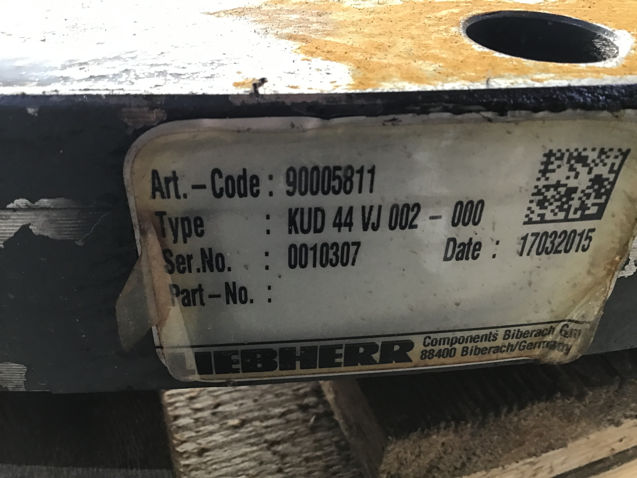 Art.-Code : 90005811
Type : KUD 44 VJ 002 - 000
Ser.No. : 0010307 Date : 17032015
Part-No. :
LIEBHERR Components Biberach
88400 Biberach/Germany